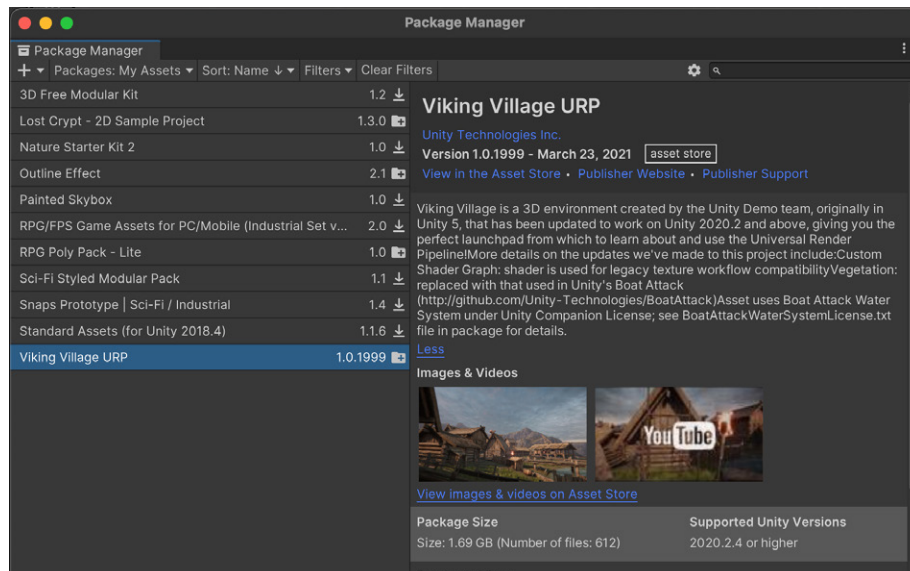 Package Manager
Package Manager
Packages: My Assets Sort: Name ↓ Filters Clear Filters
3D Free Modular Kit 1.2
Lost Crypt - 2D Sample Project 1.3.0
Nature Starter Kit 2 1.0
Outline Effect 2.1
Painted Skybox 1.0
RPG/FPS Game Assets for PC/Mobile (Industrial Set v... 2.0
RPG Poly Pack - Lite 1.0
Sci-Fi Styled Modular Pack 1.1
Snaps Prototype | Sci-Fi / Industrial 1.4
Standard Assets (for Unity 2018.4) 1.1.6
Viking Village URP 1.0.1999
Viking Village URP
Unity Technologies Inc.
Version 1.0.1999 - March 23, 2021 asset store
View in the Asset Store • Publisher Website • Publisher Support
Viking Village is a 3D environment created by the Unity Demo team, originally in
Unity 5, that has been updated to work on Unity 2020.2 and above, giving you the
perfect launchpad from which to learn about and use the Universal Render
Pipeline!More details on the updates we've made to this project include:Custom
Shader Graph: shader is used for legacy texture workflow compatibilityVegetation:
replaced with that used in Unity's Boat Attack
(http://github.com/Unity-Technologies/BoatAttack)Asset uses Boat Attack Water
System under Unity Companion License; see BoatAttackWaterSystemLicense.txt
file in package for details.
Less
Images & Videos
YouTube
View images & videos on Asset Store
Package Size Supported Unity Versions
Size: 1.69 GB (Number of files: 612) 2020.2.4 or higher